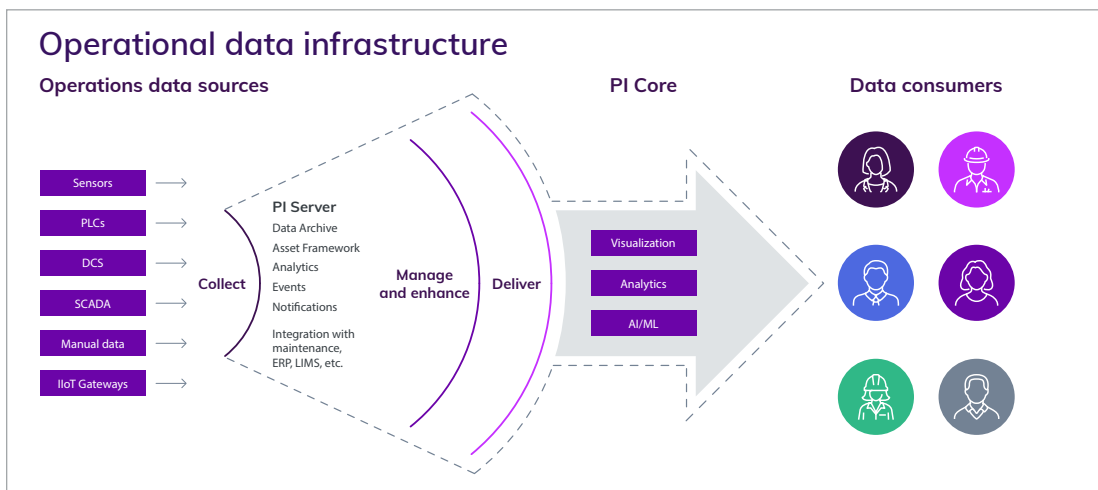 Operational data infrastructure
Operations data sources
PI Core
Data consumers
Sensors
PLCs
DCS
SCADA
Manual data
IIoT Gateways
Collect
PI Server
Data Archive
Asset Framework
Analytics
Events
Notifications
Integration with
maintenance,
ERP, LIMS, etc.
Manage
and enhance
Deliver
Visualization
Analytics
AI/ML